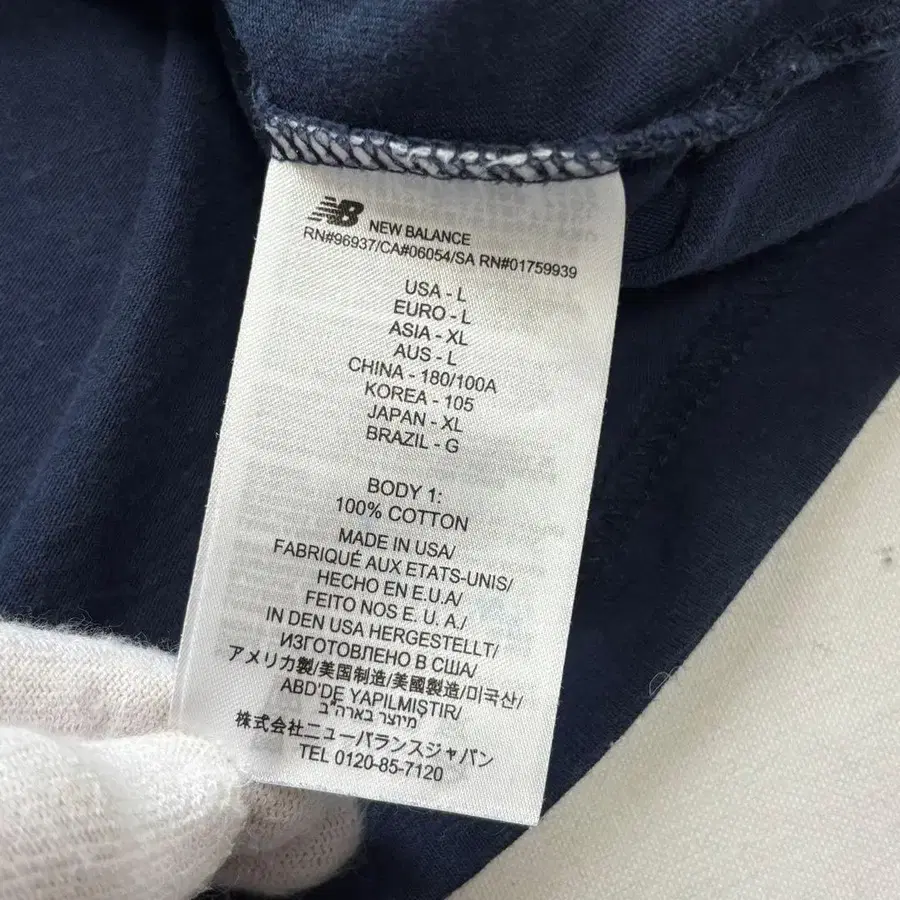 NB NEW BALANCE
RN#96937/CA#06054/SA RN#01759939
USA - L
EURO - L
ASIA - XL
AUS - L
CHINA - 180/100A
KOREA - 105
JAPAN - XL
BRAZIL - G
BODY 1:
100% COTTON
MADE IN USA/
FABRIQUÉ AUX ETATS-UNIS/
HECHO EN E.U.A/
FEITO NOS E. U. A./
IN DEN USA HERGESTELLT/
ИЗГОТОВЛЕНО В США/
アメリカ製/美国制造/美國製造/미국산/
ABD'DE YAPILMIŞTIR/
מיוצר בארה"ב
株式会社ニューバランスジャパン
TEL 0120-85-7120